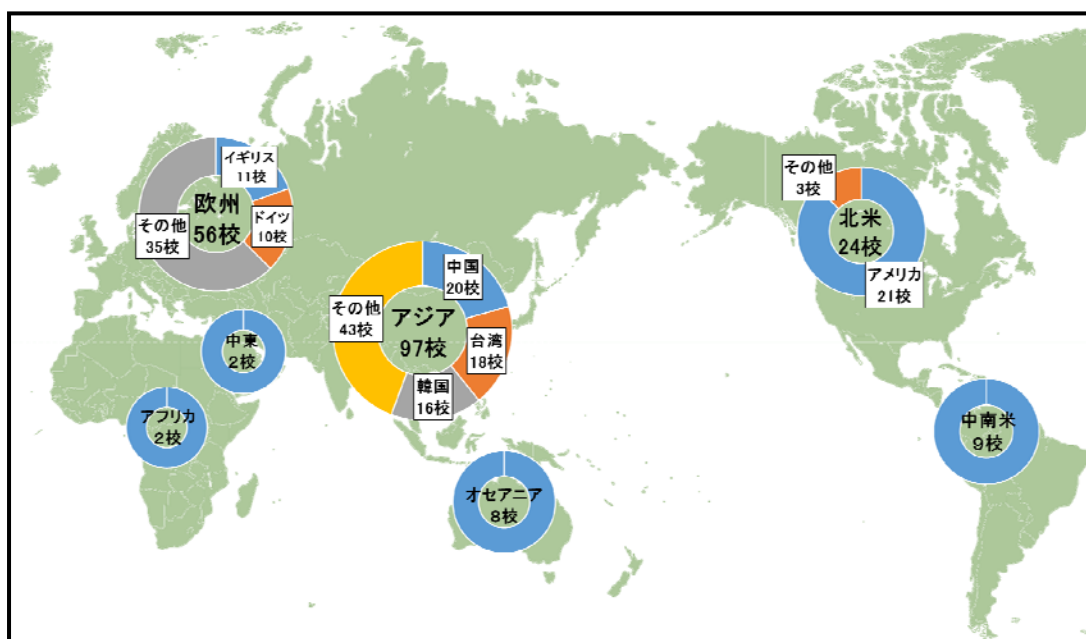 イギリス
11校
欧州
56校
ドイツ
10校
その他
35校
中東
2校
アフリカ
2校
中国
20校
アジア
97校
台湾
18校
韓国
16校
その他
43校
オセアニア
8校
その他
3校
北米
24校
アメリカ
21校
中南米
9校